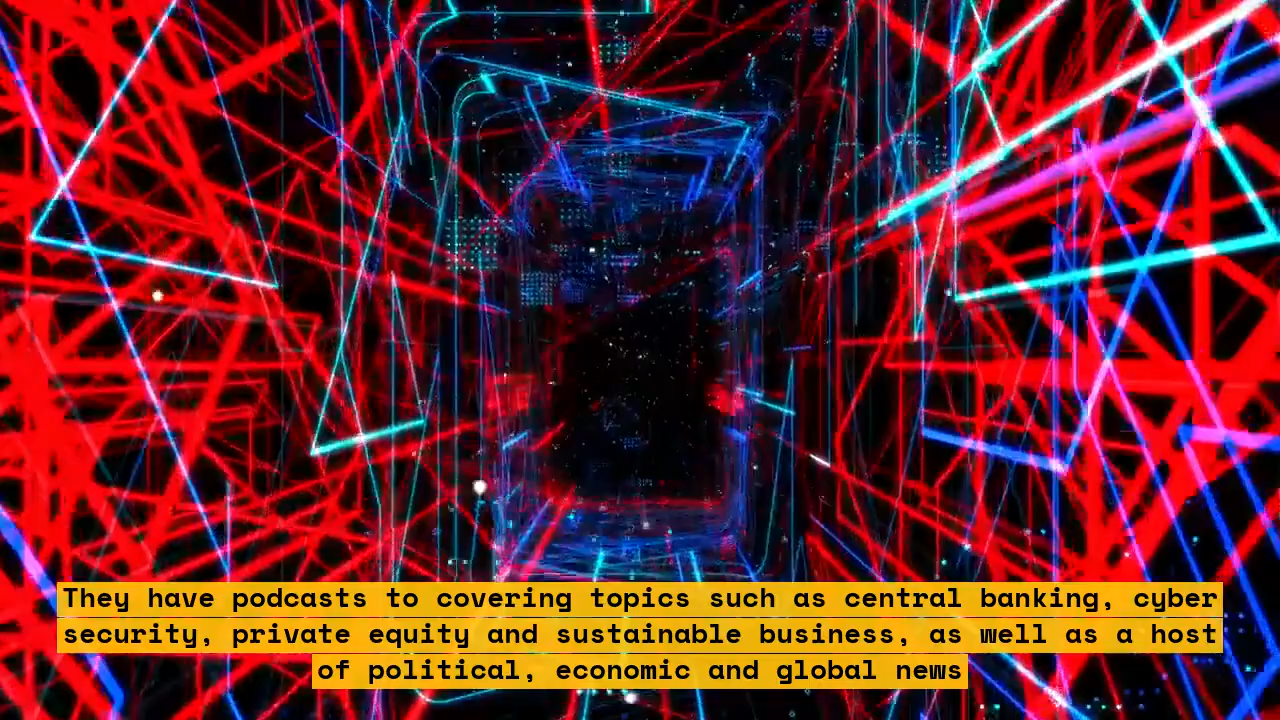 They have podcasts to covering topics such as central banking, cyber
security, private equity and sustainable business, as well as a host
of political, economic and global news